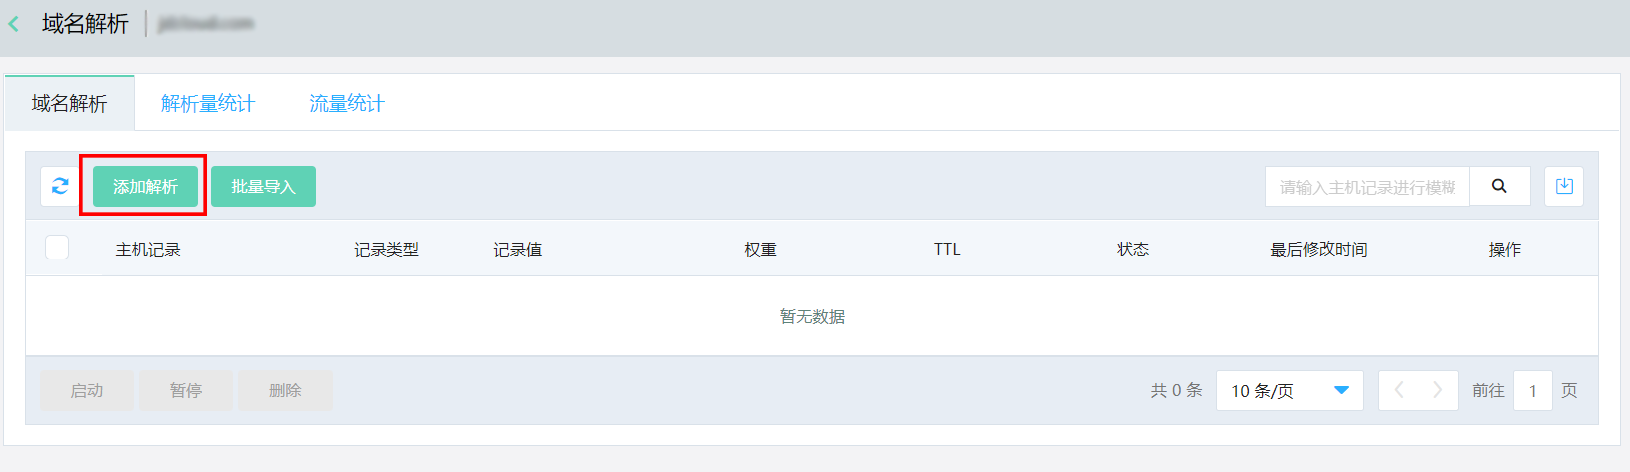 域名解析
域名解析 解析量统计 流量统计
添加解析 批量导入 请输入主机记录进行模糊
主机记录 记录类型 记录值 权重 TTL 状态 最后修改时间 操作
暂无数据
启动 暂停 删除 共 0 条 10 条/页 前往 1 页